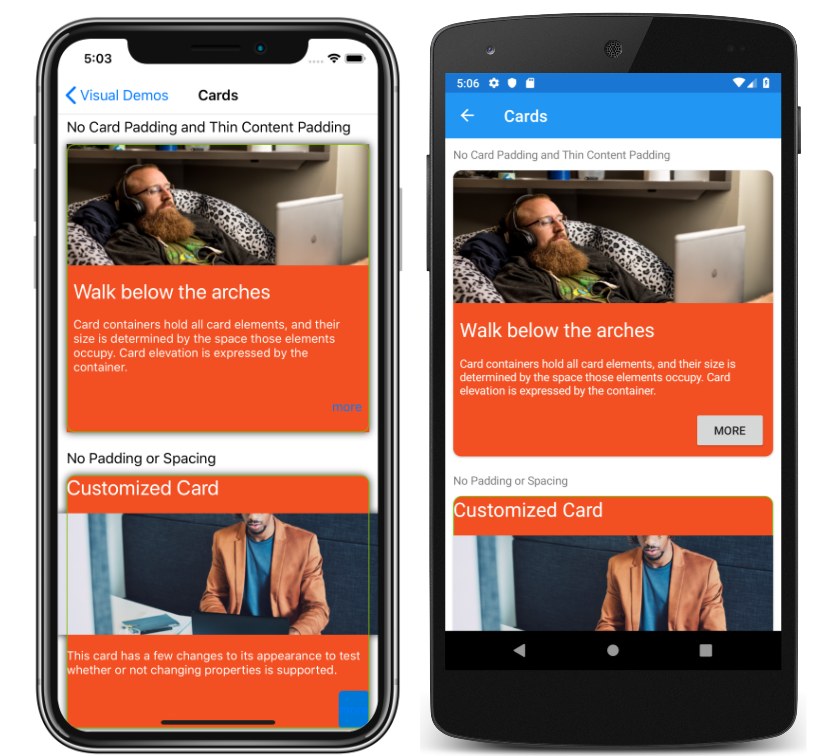 5:03
Visual Demos
Cards
No Card Padding and Thin Content Padding
Walk below the arches
Card containers hold all card elements, and their
size is determined by the space those elements
occupy. Card elevation is expressed by the
container.
more
No Padding or Spacing
Customized Card
This card has a few changes to its appearance to test
whether or not changing properties is supported.
5:06
Cards
No Card Padding and Thin Content Padding
Walk below the arches
Card containers hold all card elements, and their size is
determined by the space those elements occupy. Card
elevation is expressed by the container.
MORE
No Padding or Spacing
Customized Card